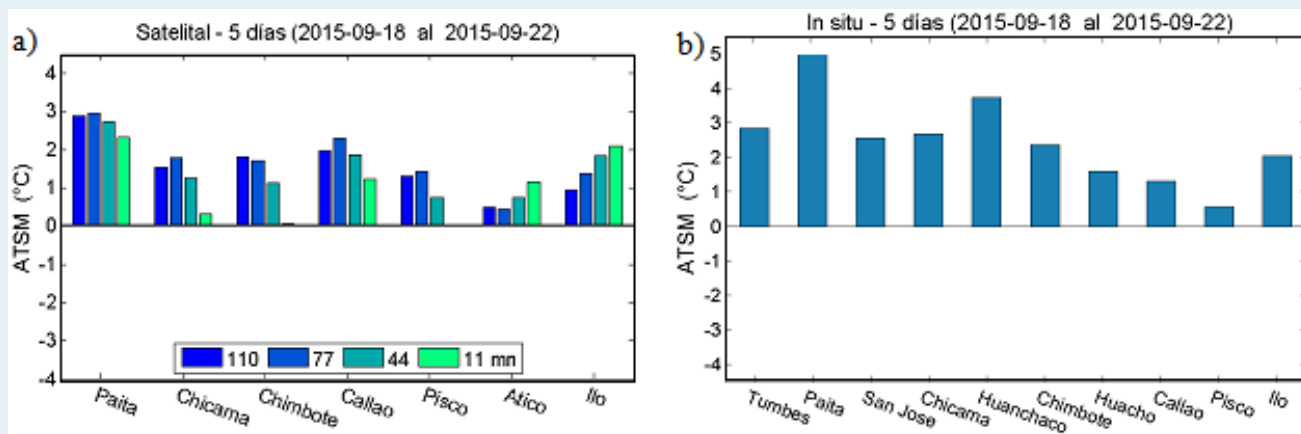 a)
Satelital - 5 días (2015-09-18 al 2015-09-22)
ATSM (°C)
4
3
2
1
0
-1
-2
-3
-4
110 77 44 11 mn
Paita Chicama Chimbote Callao Pisco Atico Ilo
b)
In situ - 5 días (2015-09-18 al 2015-09-22)
ATSM (°C)
5
4
3
2
1
0
-1
-2
-3
-4
Tumbes Paita San Jose Chicama Huanchaco Chimbote Huacho Callao Pisco Ilo